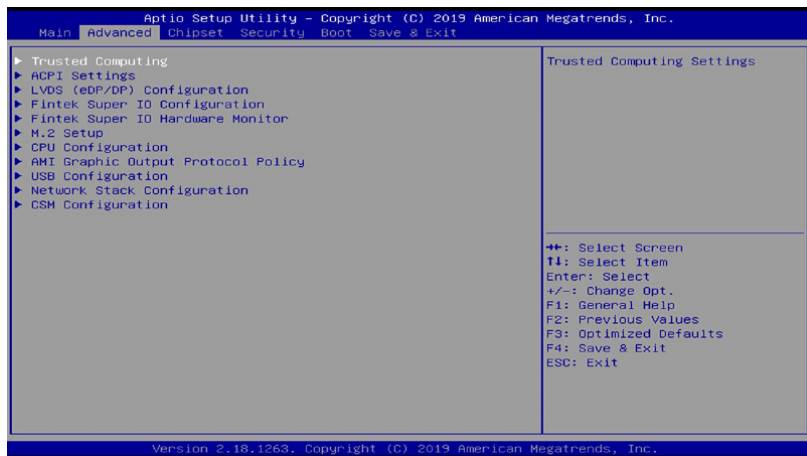 Aptio Setup Utility – Copyright (C) 2019 American Megatrends, Inc.
Main Advanced Chipset Security Boot Save & Exit
▶ Trusted Computing
▶ ACPI Settings
▶ LVDS (eDP/DP) Configuration
▶ Fintek Super IO Configuration
▶ Fintek Super IO Hardware Monitor
▶ M.2 Setup
▶ CPU Configuration
▶ AMI Graphic Output Protocol Policy
▶ USB Configuration
▶ Network Stack Configuration
▶ CSM Configuration
Trusted Computing Settings
→←: Select Screen
↑↓: Select Item
Enter: Select
+/-: Change Opt.
F1: General Help
F2: Previous Values
F3: Optimized Defaults
F4: Save & Exit
ESC: Exit
Version 2.18.1263. Copyright (C) 2019 American Megatrends, Inc.